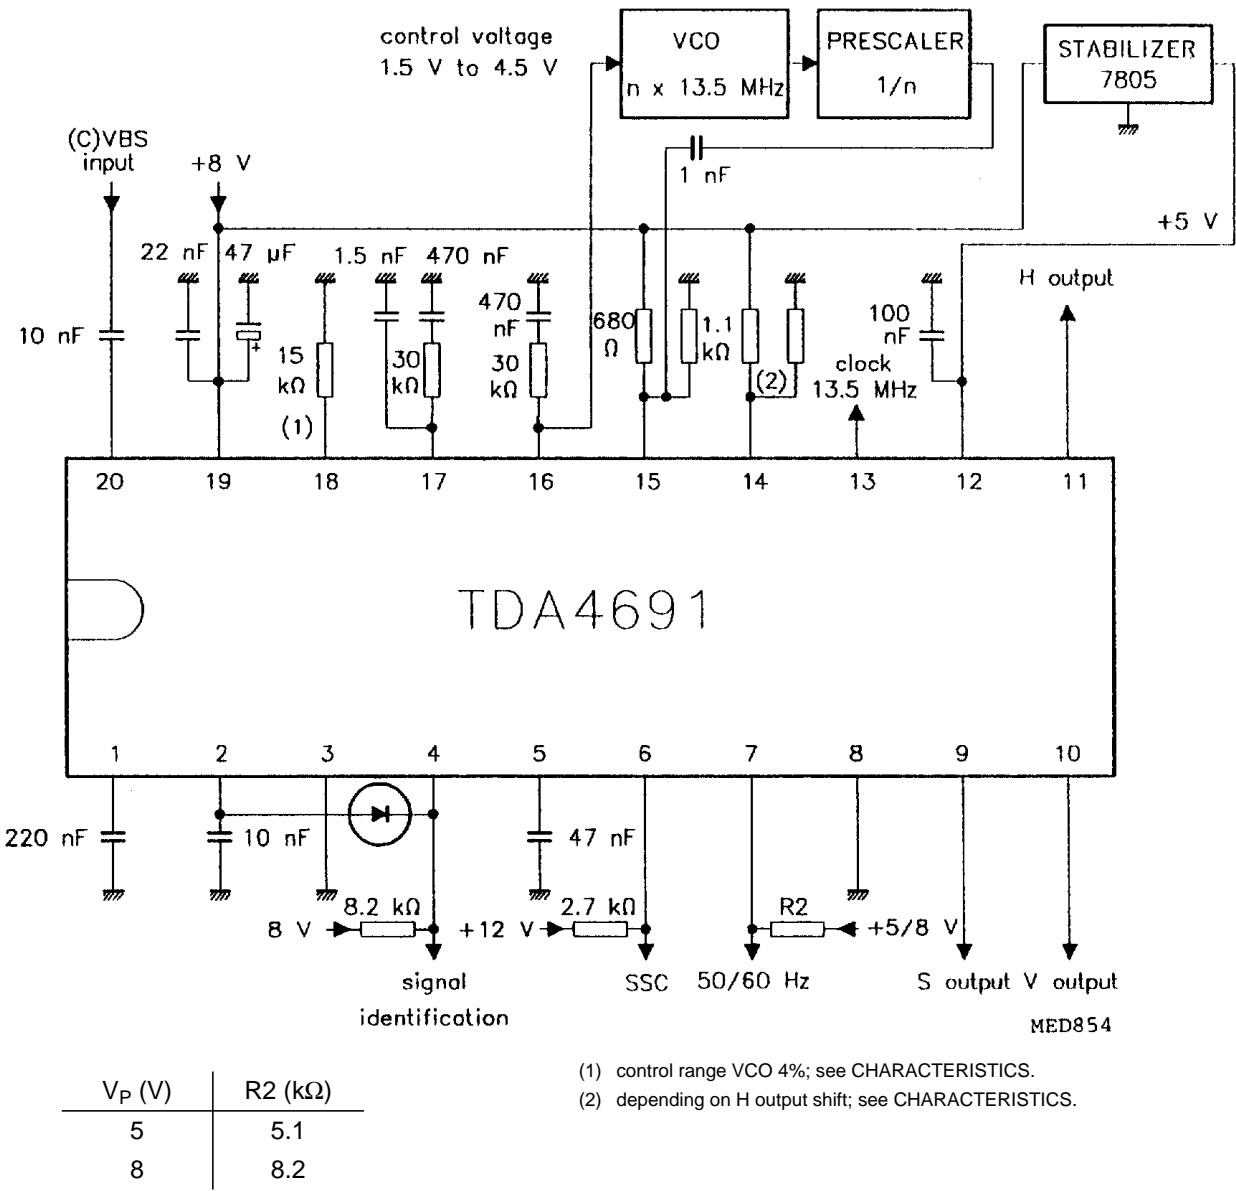 control voltage
1.5 V to 4.5 V
VCO
n x 13.5 MHz
PRESCALER
1/n
STABILIZER
7805
(C)VBS
input
+8 V
1 nF
+5 V
22 nF
47 µF
1.5 nF
470 nF
H output
10 nF
+
15
kΩ
(1)
30
kΩ
470
nF
30
kΩ
680
Ω
1.1
kΩ
(2)
100
nF
clock
13.5 MHz
20 19 18 17 16 15 14 13 12 11
TDA4691
1 2 3 4 5 6 7 8 9 10
220 nF
10 nF
47 nF
8 V
8.2 kΩ
+12 V
2.7 kΩ
R2
+5/8 V
signal
identification
SSC
50/60 Hz
S output
V output
MED854
(1) control range VCO 4%; see CHARACTERISTICS.
(2) depending on H output shift; see CHARACTERISTICS.
VP (V) R2 (kΩ)
5 5.1
8 8.2